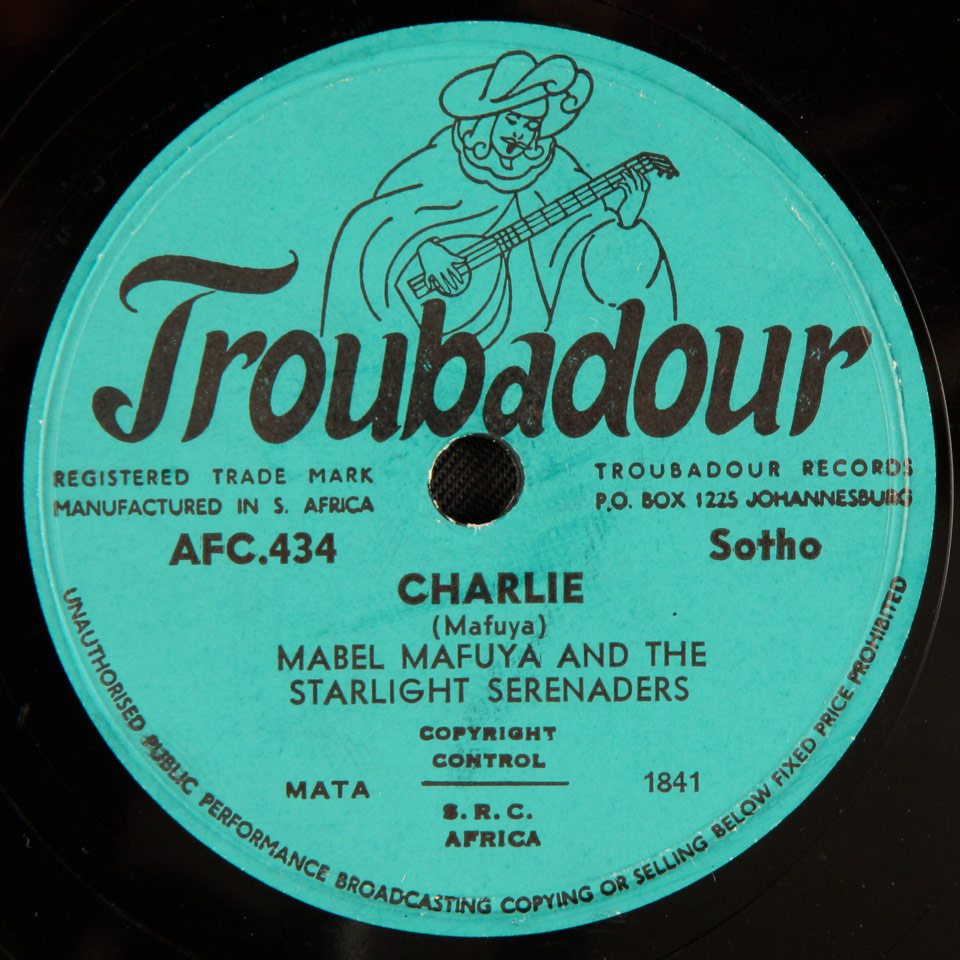 Troubadour
REGISTERED TRADE MARK
MANUFACTURED IN S. AFRICA
TROUBADOUR RECORDS
P.O. BOX 1225 JOHANNESBURG
AFC.434
Sotho
CHARLIE
(Mafuya)
MABEL MAFUYA AND THE
STARLIGHT SERENADERS
COPYRIGHT
CONTROL
MATA
1841
S.R.C.
AFRICA
UNAUTHORISED PUBLIC PERFORMANCE BROADCASTING COPYING OR SELLING BELOW FIXED PRICE PROHIBITED